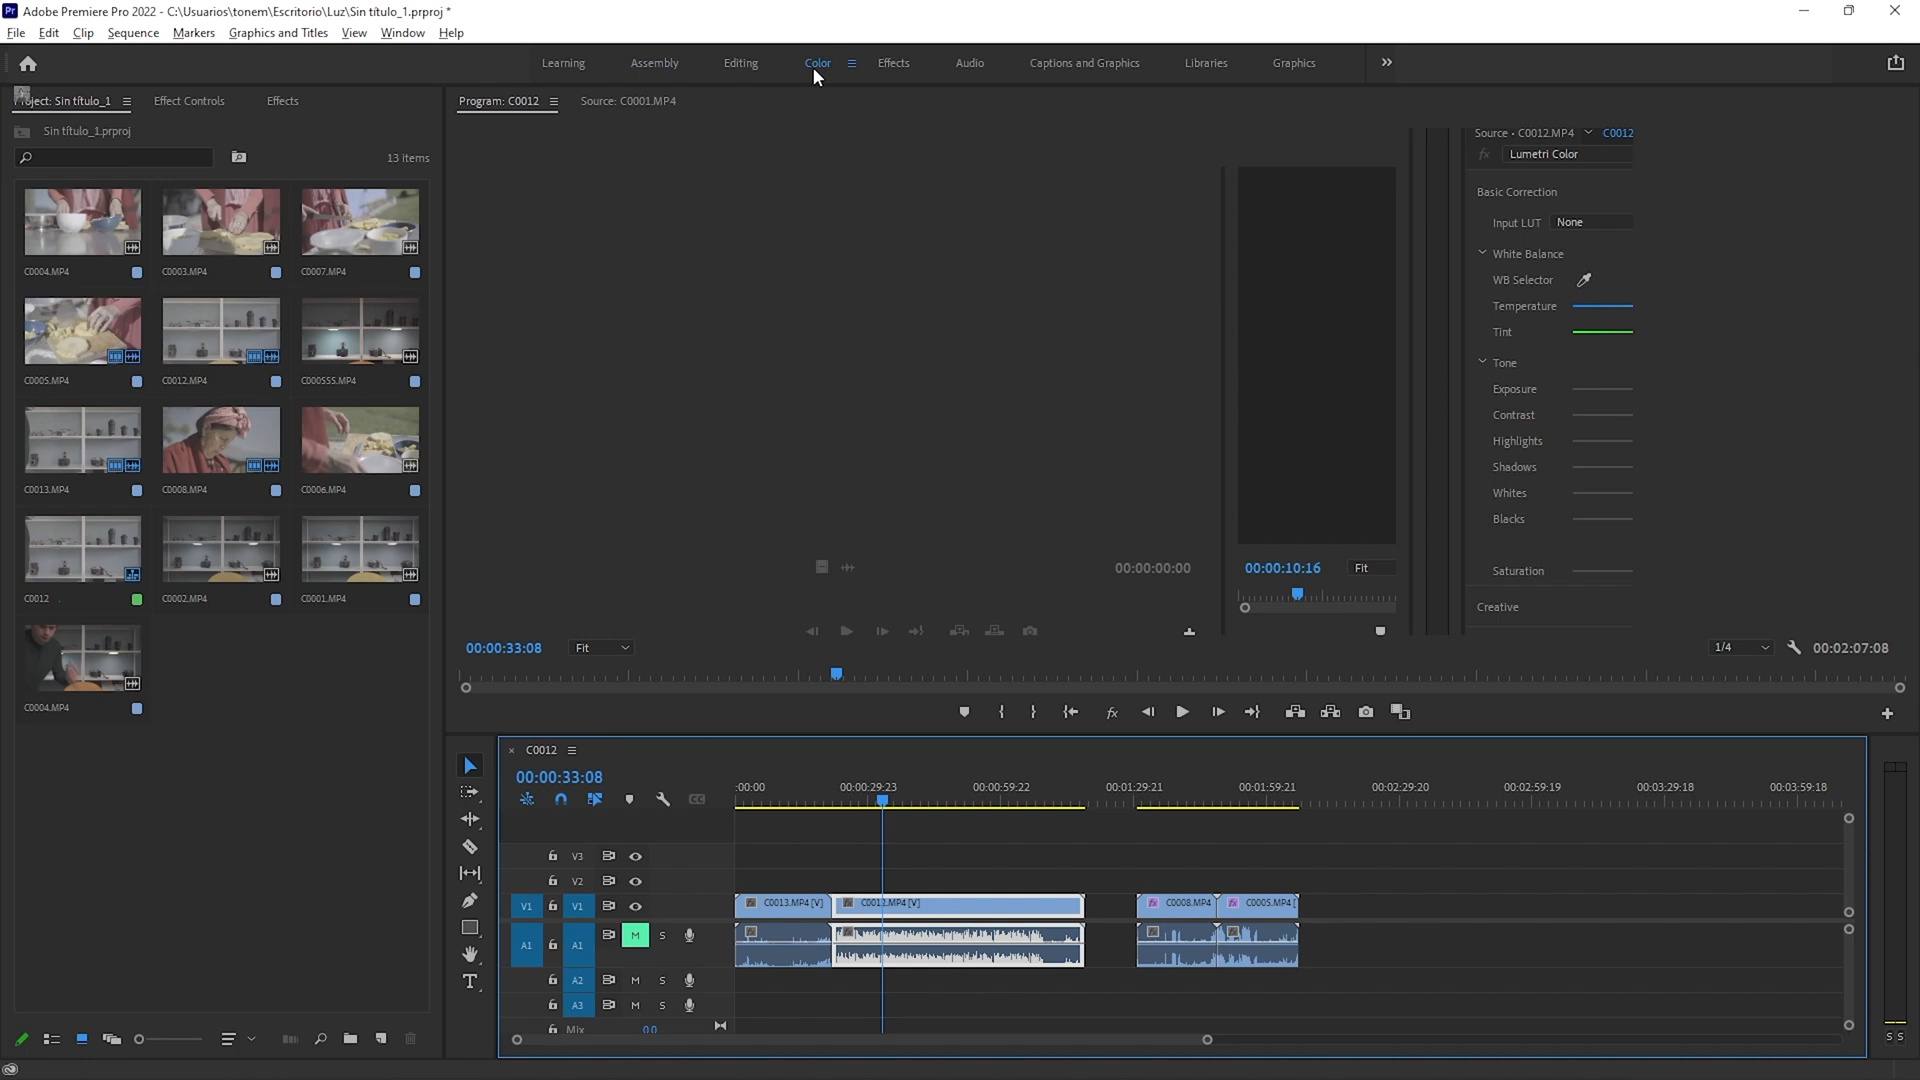 Adobe Premiere Pro 2022 - C:\Usuarios\tonem\Escritorio\Luz\Sin título_1.prproj *
File Edit Clip Sequence Markers Graphics and Titles View Window Help
Learning Assembly Editing Color Effects Audio Captions and Graphics Libraries Graphics
Sin título_1 Effect Controls Effects
Program: C0012 Source: C0001.MP4
Sin título_1.prproj
13 items
Source • C0012.MP4 C0012
fx Lumetri Color
Basic Correction
Input LUT None
White Balance
WB Selector
Temperature
Tint
Tone
Exposure
Contrast
Highlights
Shadows
Whites
Blacks
Saturation
Creative
C0004.MP4 C0003.MP4 C0007.MP4
C0005.MP4 C0012.MP4 C000SSS.MP4
C0013.MP4 C0008.MP4 C0006.MP4
C0012 C0002.MP4 C0001.MP4
C0004.MP4
00:00:00:00
00:00:10:16 Fit
00:00:33:08 Fit
1/4 00:02:07:08
fx
C0012
00:00:33:08
:00:00 00:00:29:23 00:00:59:22 00:01:29:21 00:01:59:21 00:02:29:20 00:02:59:19 00:03:29:18 00:03:59:18
V3
V2
V1 V1
C0013.MP4 [V] C0012.MP4 [V] C0008.MP4 C0005.MP4 [
A1 A1 M S
A2 M S
A3 M S
Mix 0.0
S S